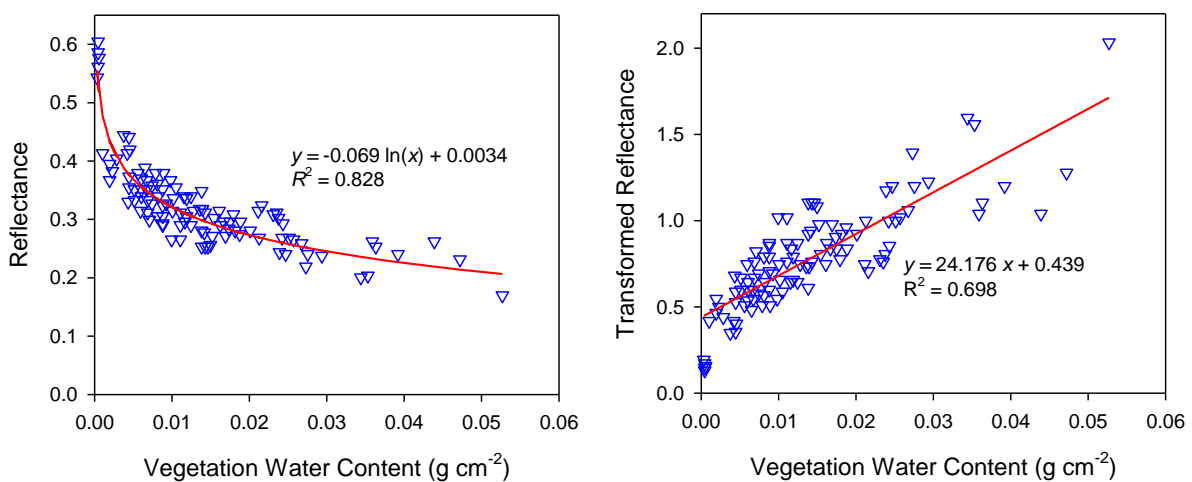 0.6
0.5
0.4
0.3
0.2
0.1
0.0
Reflectance
y = -0.069 ln(x) + 0.0034
R² = 0.828
0.00 0.01 0.02 0.03 0.04 0.05 0.06
Vegetation Water Content (g cm⁻²)
2.0
1.5
1.0
0.5
0.0
Transformed Reflectance
y = 24.176 x + 0.439
R² = 0.698
0.00 0.01 0.02 0.03 0.04 0.05 0.06
Vegetation Water Content (g cm⁻²)